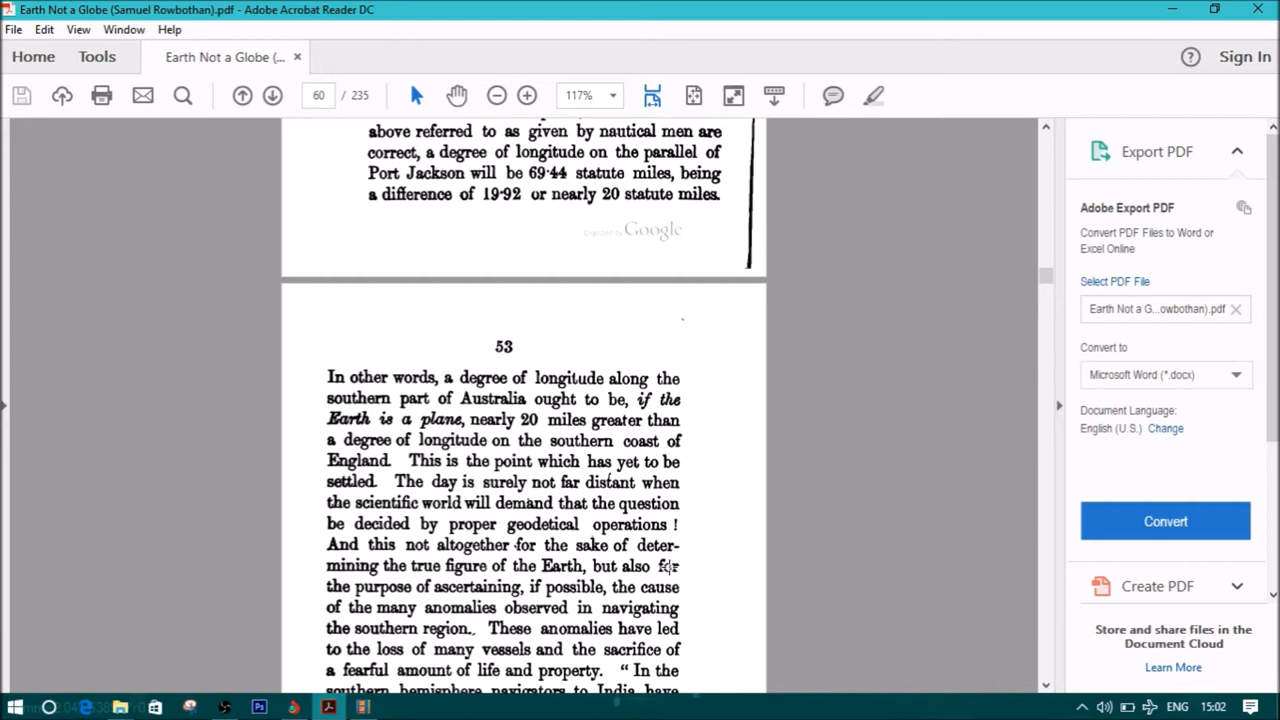 Earth Not a Globe (Samuel Rowbothan).pdf - Adobe Acrobat Reader DC
File Edit View Window Help
Home Tools Earth Not a Globe (... × Sign In
60 / 235 117%
above referred to as given by nautical men are
correct, a degree of longitude on the parallel of
Port Jackson will be 69·44 statute miles, being
a difference of 19·92 or nearly 20 statute miles.
Digitized by Google
53
In other words, a degree of longitude along the
southern part of Australia ought to be, if the
Earth is a plane, nearly 20 miles greater than
a degree of longitude on the southern coast of
England. This is the point which has yet to be
settled. The day is surely not far distant when
the scientific world will demand that the question
be decided by proper geodetical operations !
And this not altogether for the sake of deter-
mining the true figure of the Earth, but also for
the purpose of ascertaining, if possible, the cause
of the many anomalies observed in navigating
the southern region. These anomalies have led
to the loss of many vessels and the sacrifice of
a fearful amount of life and property. “ In the
southern hemisphere navigators to India have
Export PDF
Adobe Export PDF
Convert PDF Files to Word or
Excel Online
Select PDF File
Earth Not a G...owbothan).pdf
Convert to
Microsoft Word (*.docx)
Document Language:
English (U.S.) Change
Convert
Create PDF
Store and share files in the
Document Cloud
Learn More
ENG 15:02